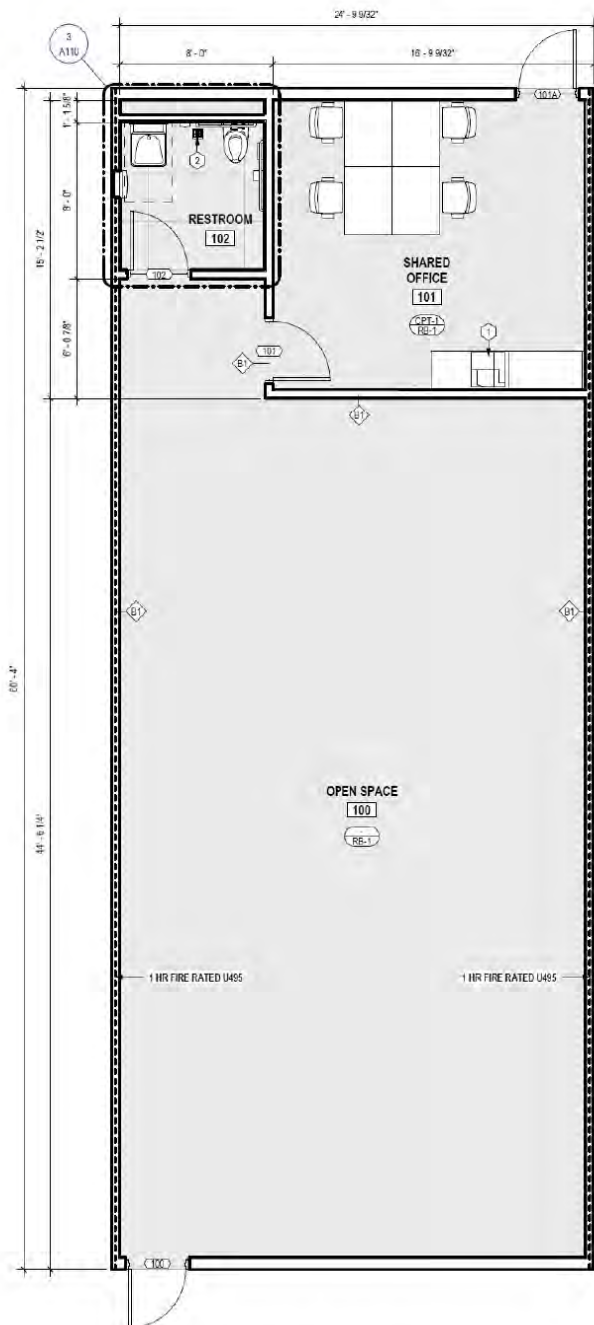 24' - 9 9/32"
3
A110
8' - 0"
16' - 9 9/32"
101A
1' - 1 5/8"
2
8' - 0"
RESTROOM
102
15' - 2 1/2"
SHARED
OFFICE
101
102
CPT-1
RB-1
6' - 0 7/8"
101
1
B1
B1
B1
B1
66' - 4"
OPEN SPACE
100
44' - 6 1/4"
RB-1
1 HR FIRE RATED U495
1 HR FIRE RATED U495
100